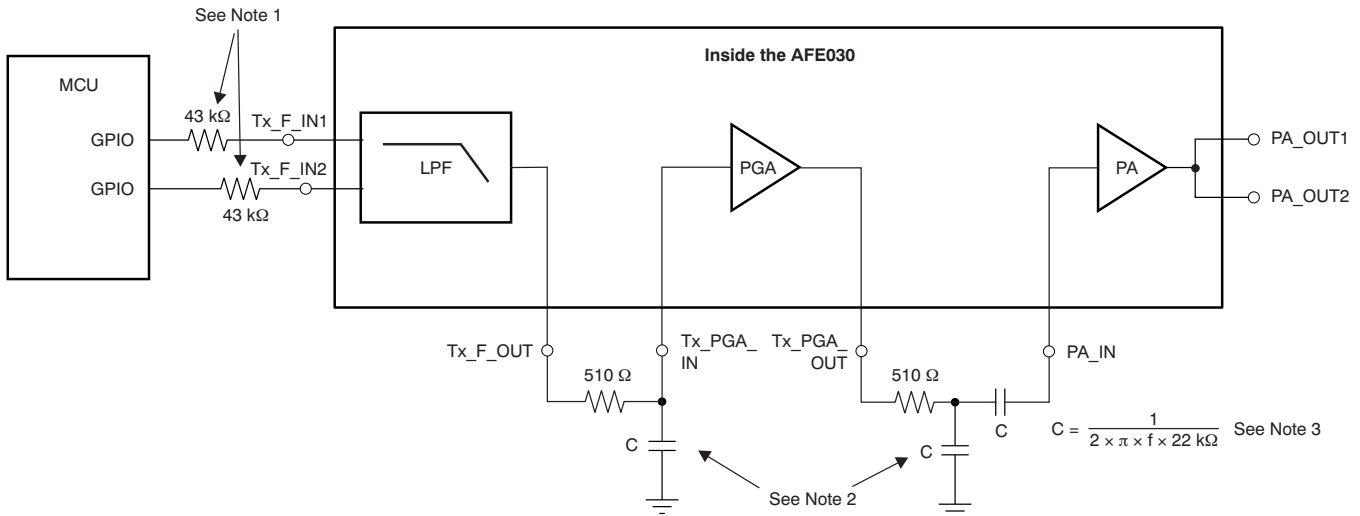 See Note 1
Inside the AFE030
MCU
43 kΩ
Tx_F_IN1
GPIO
PA_OUT1
Tx_F_IN2
LPF
PGA
PA
GPIO
PA_OUT2
43 kΩ
Tx_F_OUT
Tx_PGA_
IN
Tx_PGA_
OUT
PA_IN
510 Ω
510 Ω
C
C
C
C = 1 / 2 × π × f × 22 kΩ See Note 3
See Note 2